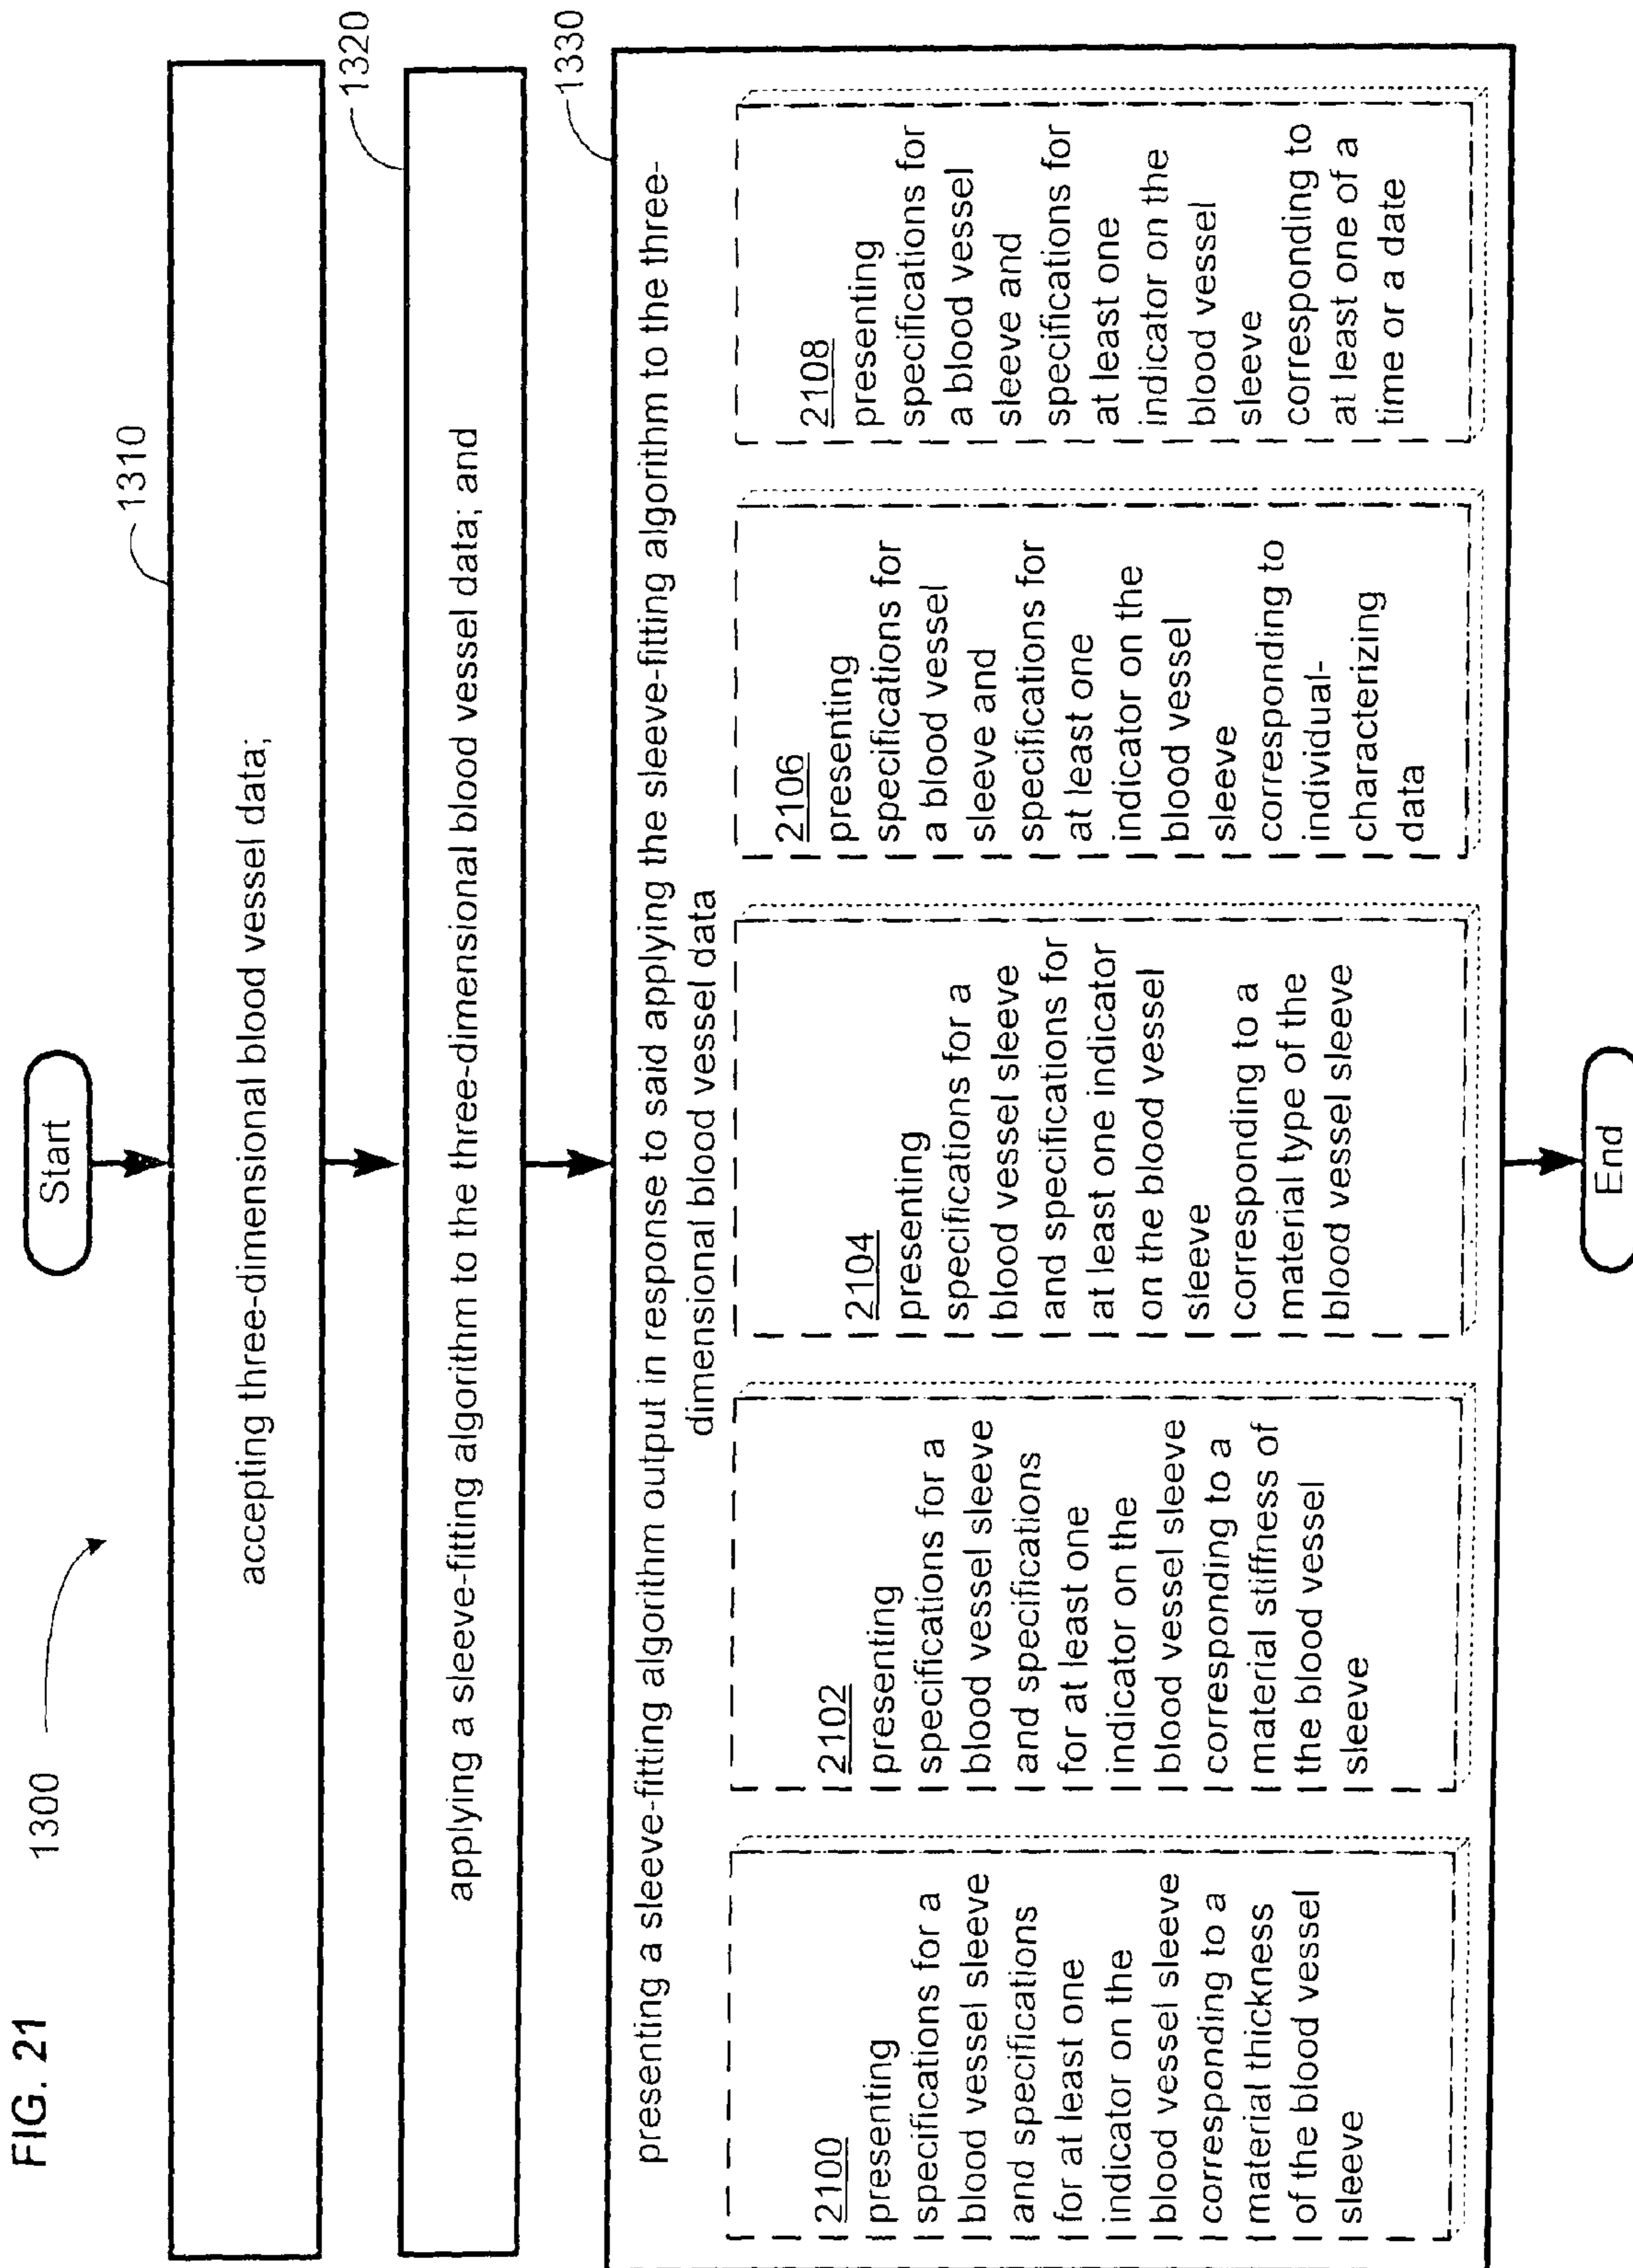 FIG. 21
1300
Start
1310
accepting three-dimensional blood vessel data;
1320
applying a sleeve-fitting algorithm to the three-dimensional blood vessel data; and
1330
presenting a sleeve-fitting algorithm output in response to said applying the sleeve-fitting algorithm to the three-
dimensional blood vessel data
2100
presenting
specifications for a
blood vessel sleeve
and specifications
for at least one
indicator on the
blood vessel sleeve
corresponding to a
material thickness
of the blood vessel
sleeve
2102
presenting
specifications for a
blood vessel sleeve
and specifications
for at least one
indicator on the
blood vessel sleeve
corresponding to a
material stiffness of
the blood vessel
sleeve
2104
presenting
specifications for a
blood vessel sleeve
and specifications for
at least one indicator
on the blood vessel
sleeve
corresponding to a
material type of the
blood vessel sleeve
2106
presenting
specifications for
a blood vessel
sleeve and
specifications for
at least one
indicator on the
blood vessel
sleeve
corresponding to
individual-
characterizing
data
2108
presenting
specifications for
a blood vessel
sleeve and
specifications for
at least one
indicator on the
blood vessel
sleeve
corresponding to
at least one of a
time or a date
End